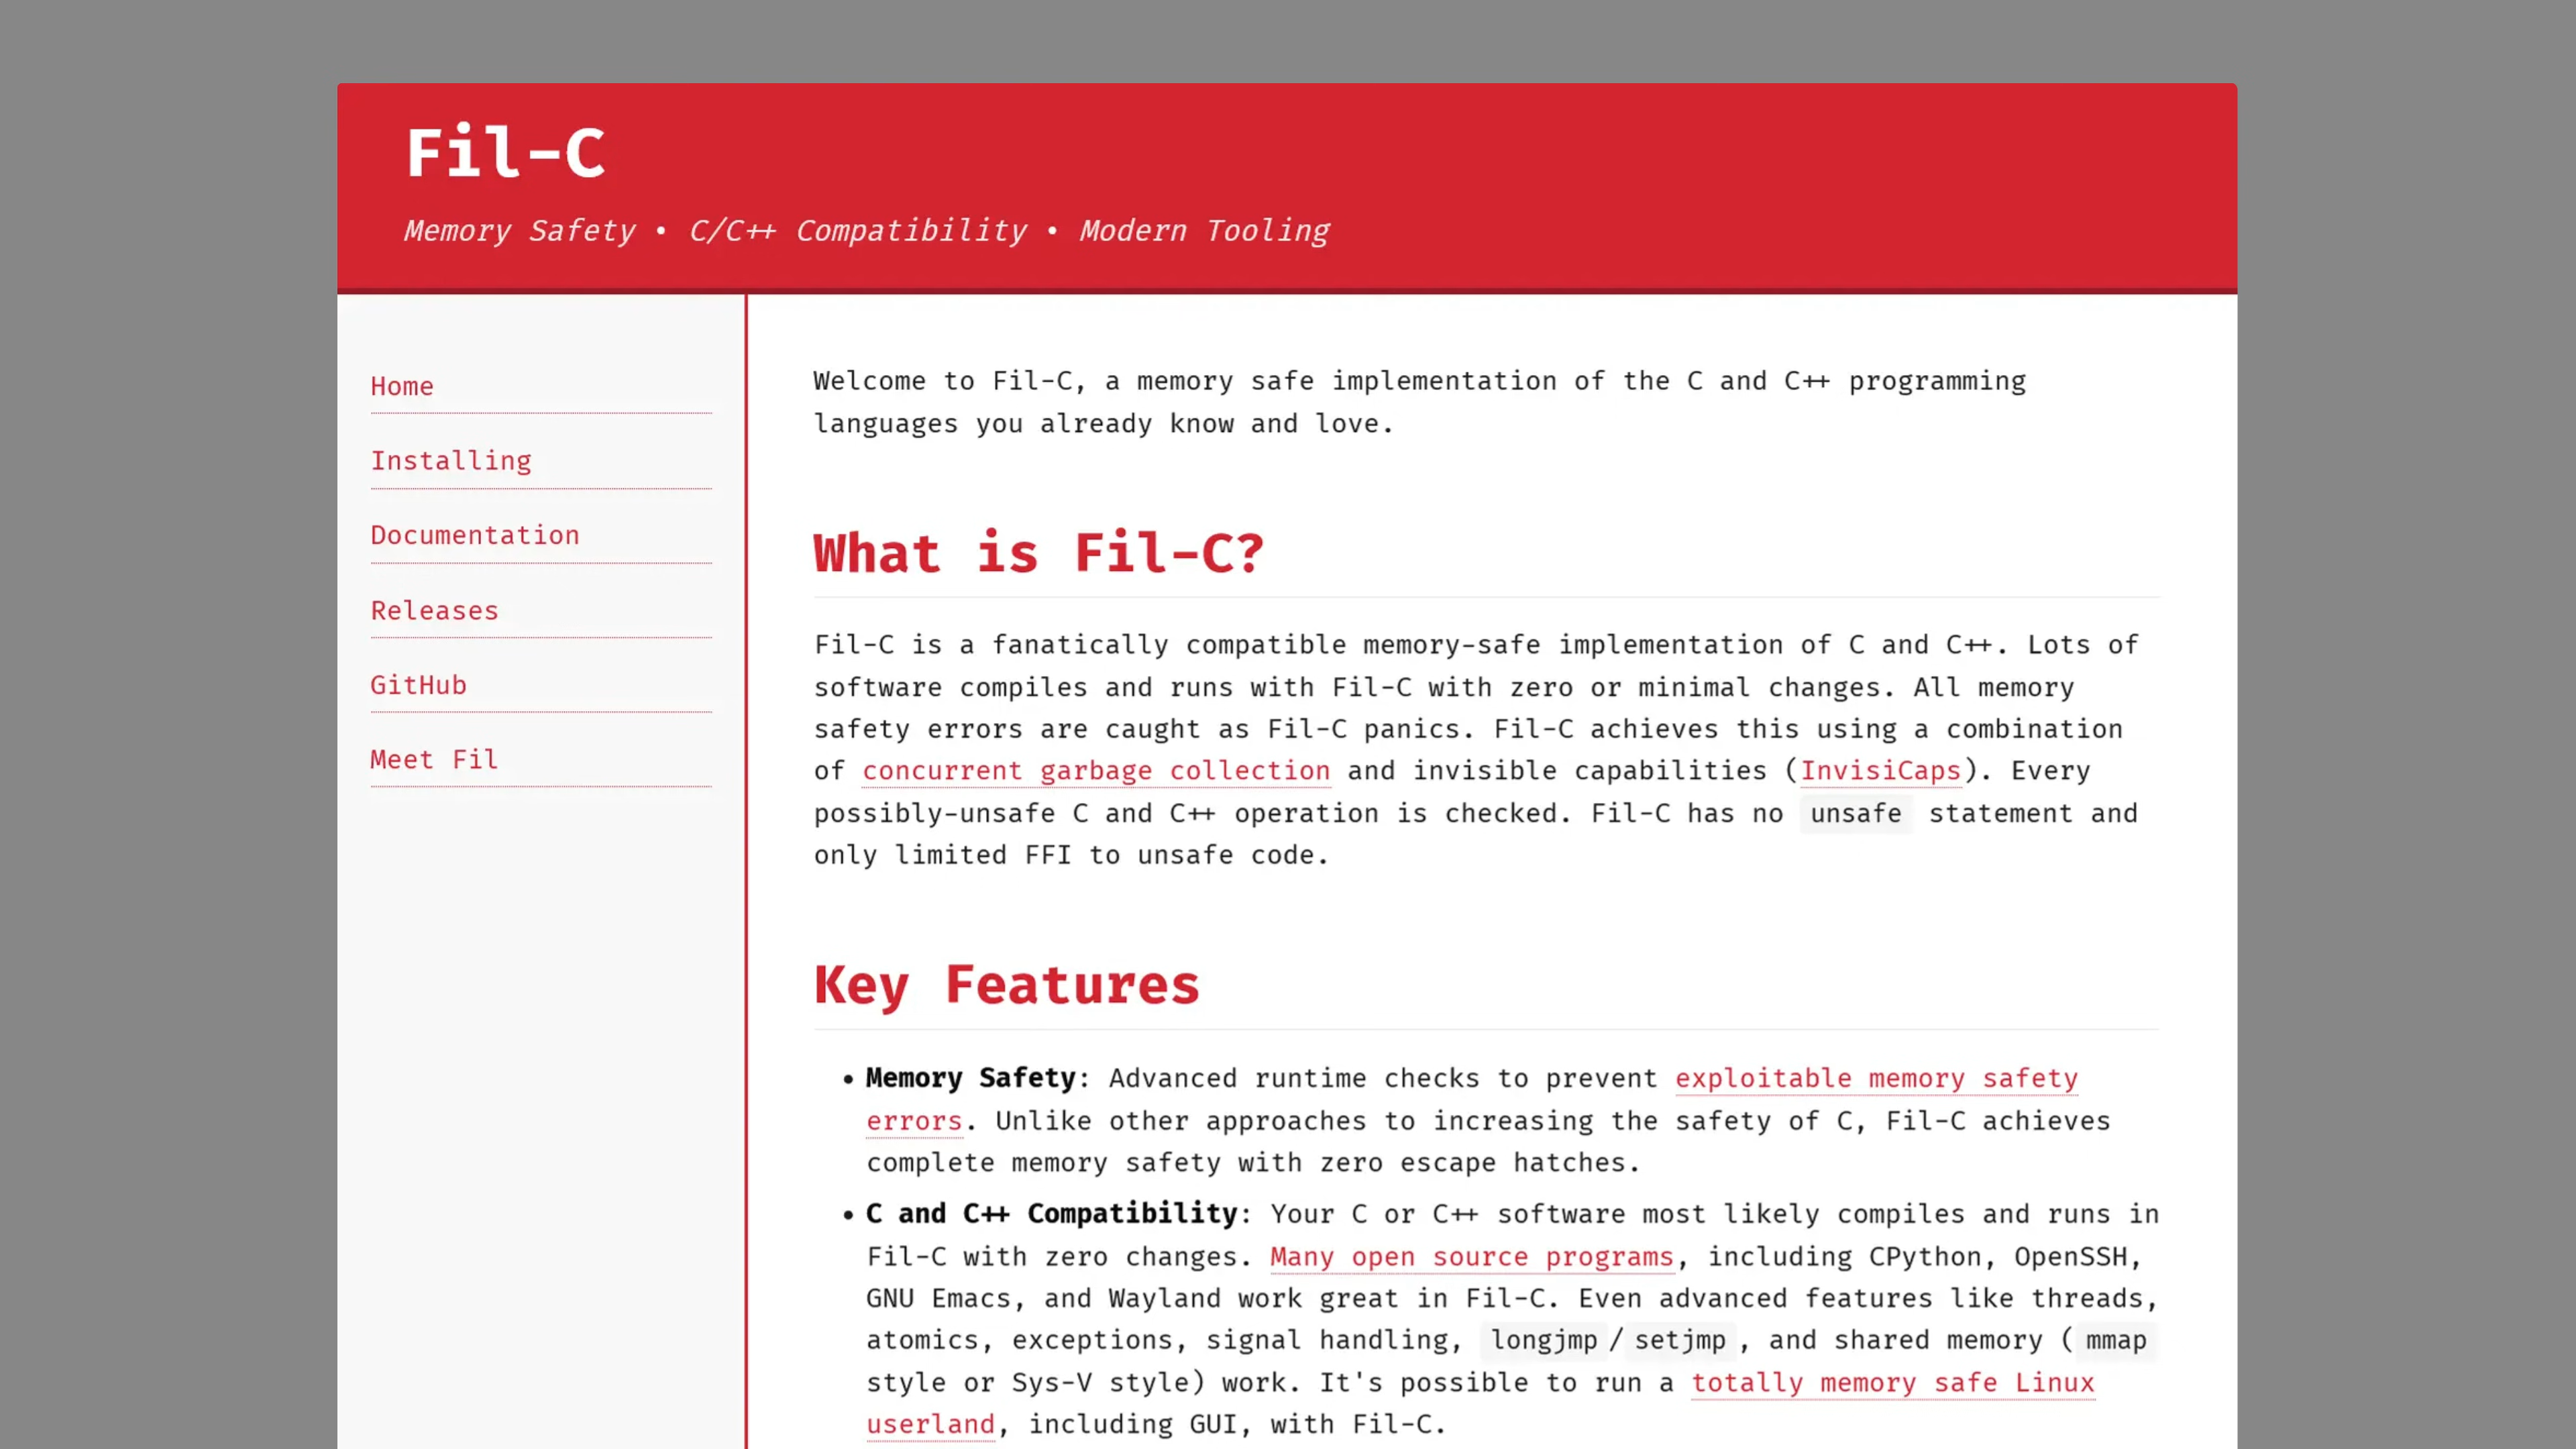 Fil-C
Memory Safety • C/C++ Compatibility • Modern Tooling
Home
Installing
Documentation
Releases
GitHub
Meet Fil
Welcome to Fil-C, a memory safe implementation of the C and C++ programming
languages you already know and love.
What is Fil-C?
Fil-C is a fanatically compatible memory-safe implementation of C and C++. Lots of
software compiles and runs with Fil-C with zero or minimal changes. All memory
safety errors are caught as Fil-C panics. Fil-C achieves this using a combination
of concurrent garbage collection and invisible capabilities (InvisiCaps). Every
possibly-unsafe C and C++ operation is checked. Fil-C has no unsafe statement and
only limited FFI to unsafe code.
Key Features
• Memory Safety: Advanced runtime checks to prevent exploitable memory safety
errors. Unlike other approaches to increasing the safety of C, Fil-C achieves
complete memory safety with zero escape hatches.
• C and C++ Compatibility: Your C or C++ software most likely compiles and runs in
Fil-C with zero changes. Many open source programs, including CPython, OpenSSH,
GNU Emacs, and Wayland work great in Fil-C. Even advanced features like threads,
atomics, exceptions, signal handling, longjmp/setjmp, and shared memory (mmap
style or Sys-V style) work. It's possible to run a totally memory safe Linux
userland, including GUI, with Fil-C.